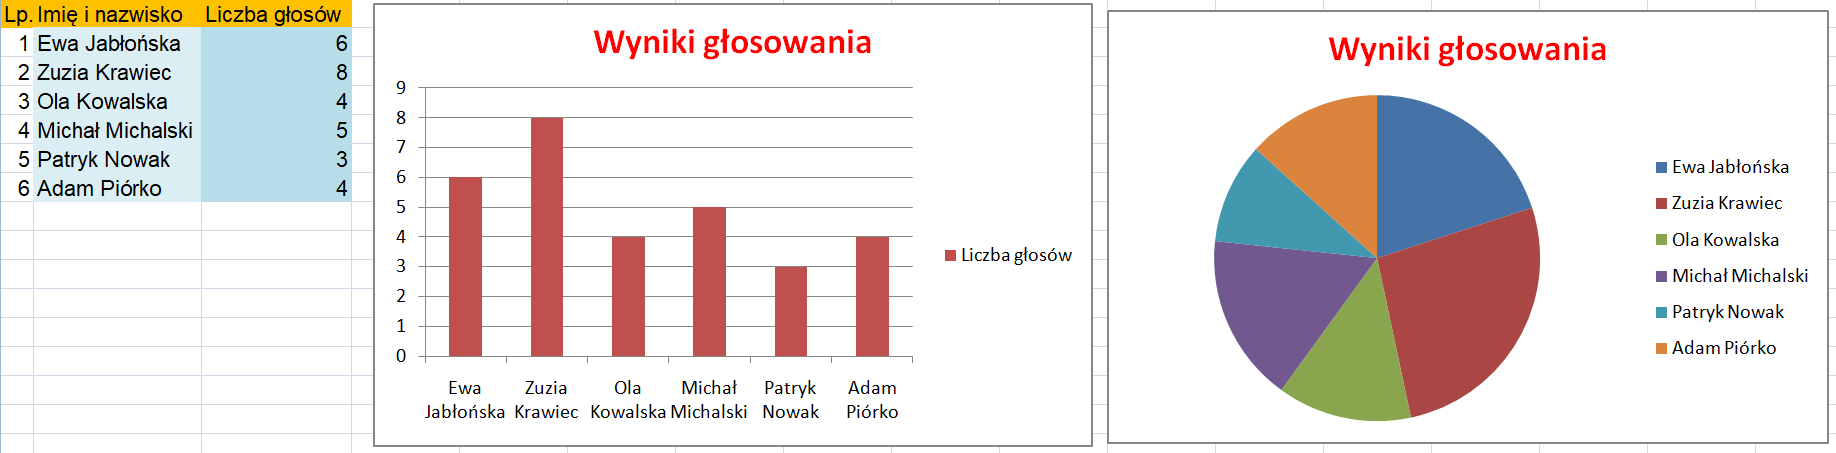 Lp. Imię i nazwisko Liczba głosów
1 Ewa Jabłońska 6
2 Zuzia Krawiec 8
3 Ola Kowalska 4
4 Michał Michalski 5
5 Patryk Nowak 3
6 Adam Piórko 4
Wyniki głosowania
9
8
7
6
5
4
3
2
1
0
Ewa Zuzia Ola Michał Patryk Adam
Jabłońska Krawiec Kowalska Michalski Nowak Piórko
Liczba głosów
Wyniki głosowania
Ewa Jabłońska
Zuzia Krawiec
Ola Kowalska
Michał Michalski
Patryk Nowak
Adam Piórko